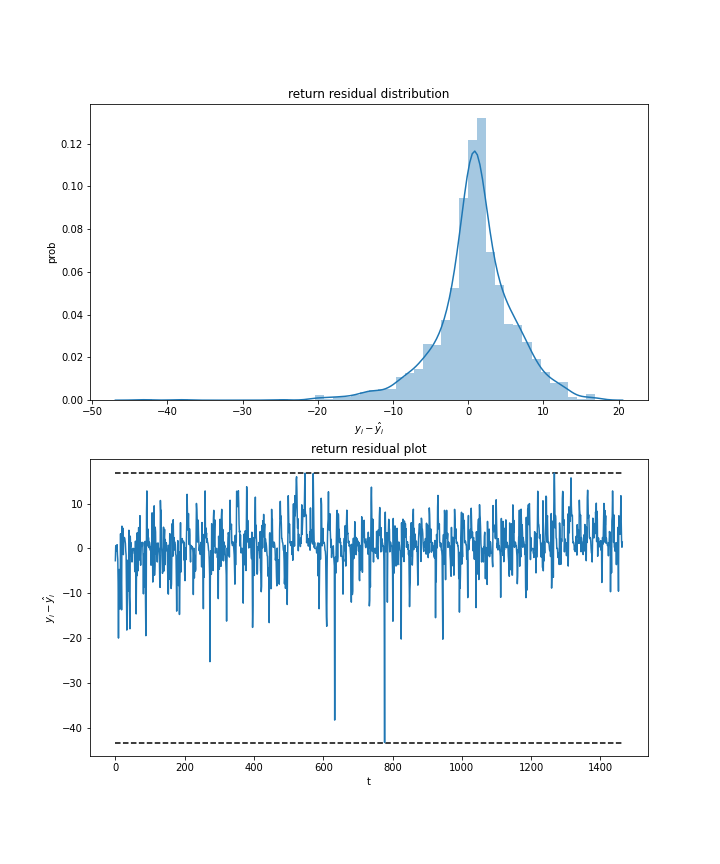 return residual distribution
prob
0.12
0.10
0.08
0.06
0.04
0.02
0.00
−50 −40 −30 −20 −10 0 10 20
$y_i - \hat{y}_i$
return residual plot
$y_i - \hat{y}_i$
10
0
−10
−20
−30
−40
0 200 400 600 800 1000 1200 1400
t